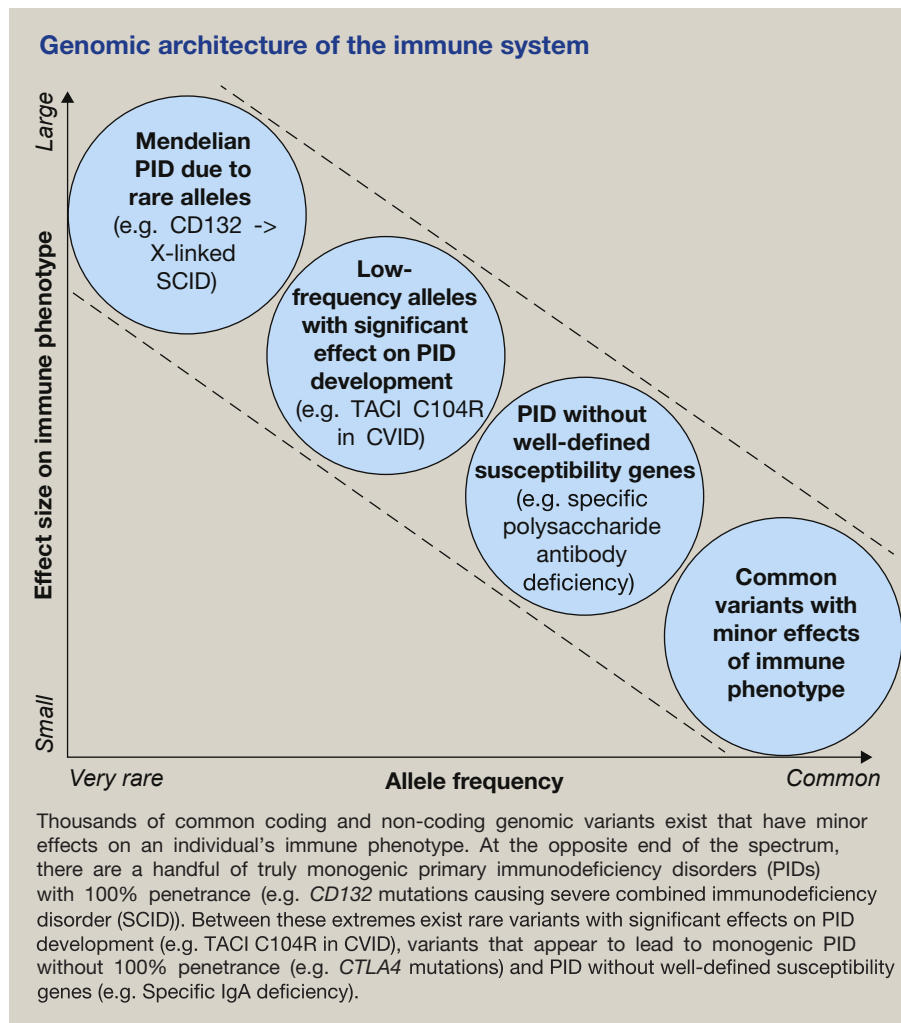 Genomic architecture of the immune system
Large
Effect size on immune phenotype
Small
Mendelian
PID due to
rare alleles
(e.g. CD132 ->
X-linked
SCID)
Low-
frequency alleles
with significant
effect on PID
development
(e.g. TACI C104R
in CVID)
PID without
well-defined
susceptibility genes
(e.g. specific
polysaccharide
antibody
deficiency)
Common
variants with
minor effects
of immune
phenotype
Very rare
Allele frequency
Common
Thousands of common coding and non-coding genomic variants exist that have minor
effects on an individual's immune phenotype. At the opposite end of the spectrum,
there are a handful of truly monogenic primary immunodeficiency disorders (PIDs)
with 100% penetrance (e.g. CD132 mutations causing severe combined immunodeficiency
disorder (SCID)). Between these extremes exist rare variants with significant effects on PID
development (e.g. TACI C104R in CVID), variants that appear to lead to monogenic PID
without 100% penetrance (e.g. CTLA4 mutations) and PID without well-defined susceptibility
genes (e.g. Specific IgA deficiency).